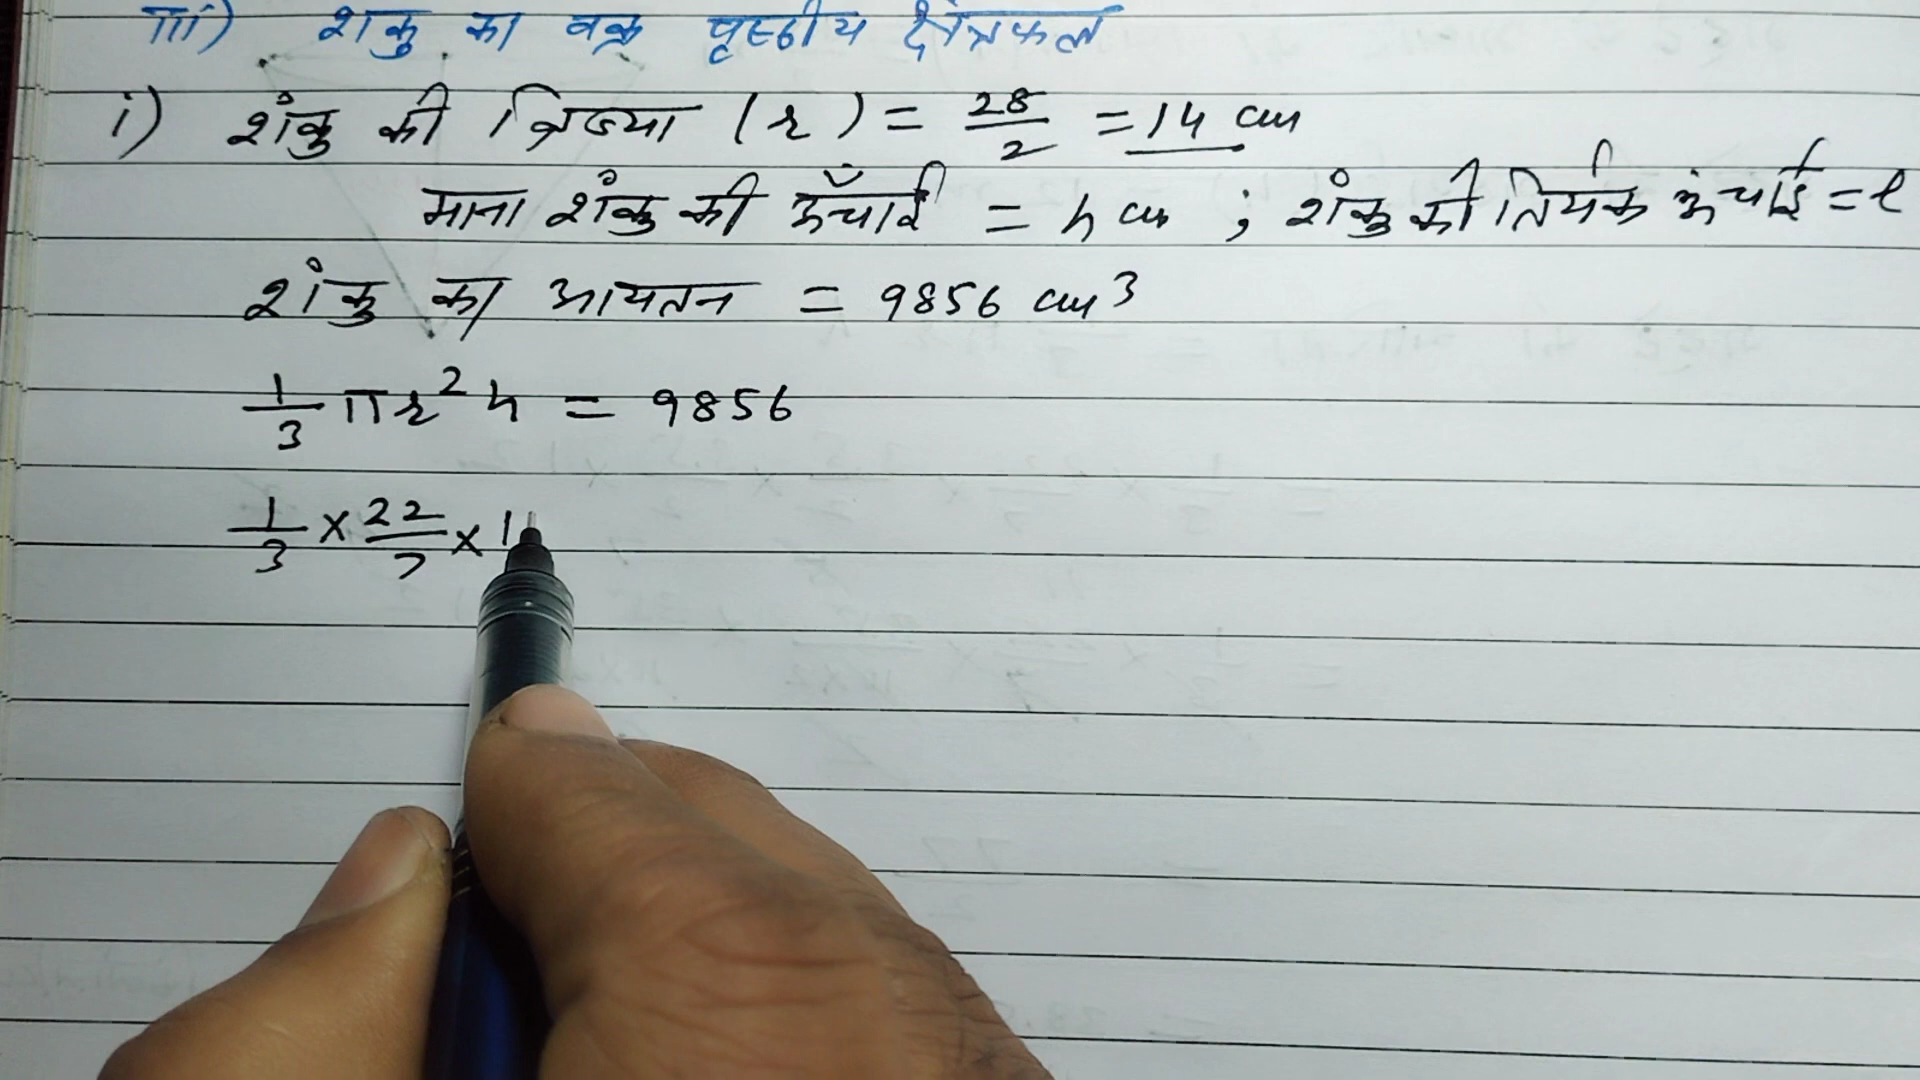 iii) शंकु का वक्र पृष्ठीय क्षेत्रफल
i) शंकु की त्रिज्या (r) = 28/2 = 14 cm
माना शंकु की ऊँचाई = h cm ; शंकु की तिर्यक ऊंचाई = l
शंकु का आयतन = 9856 cm³
1/3 πr²h = 9856
1/3 × 22/7 × 1